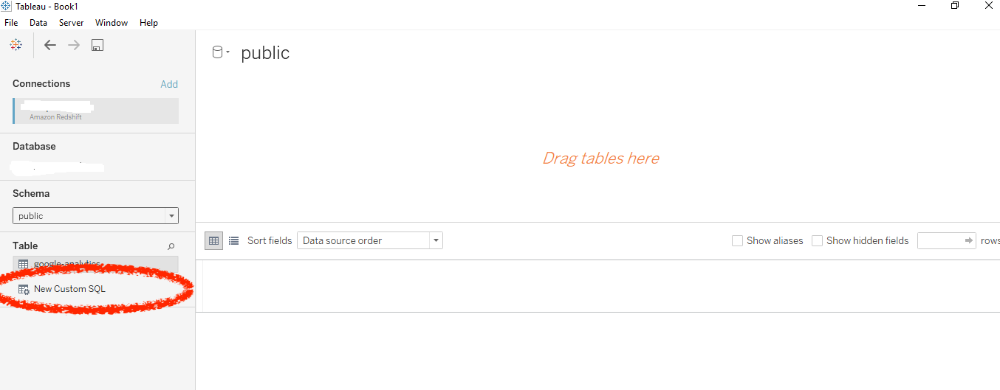 Tableau - Book1
File Data Server Window Help
public
Connections Add
Amazon Redshift
Database
Drag tables here
Schema
public
Table
Sort fields Data source order Show aliases Show hidden fields rows
google-analytics
New Custom SQL